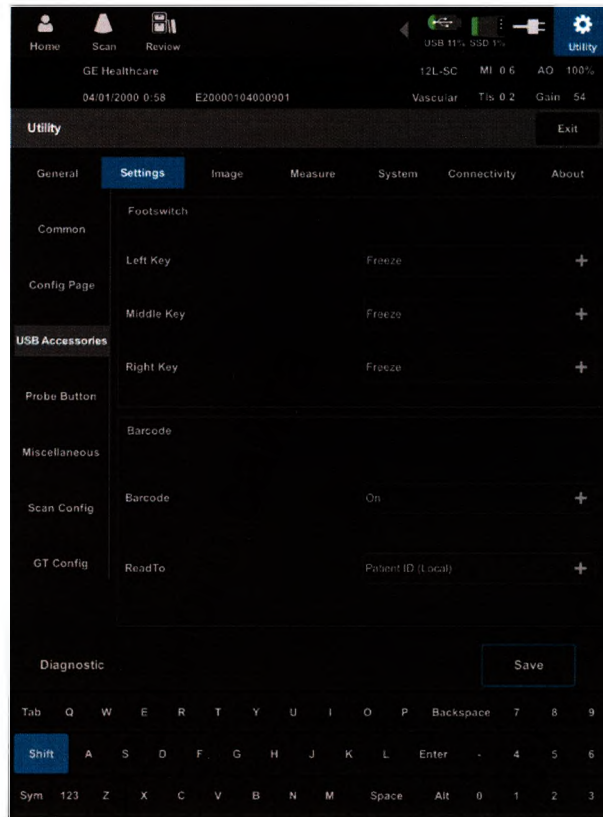 Home Scan Review USB 11% SSD 1% Utility
GE Healthcare 12L-SC MI 0.6 AO 100%
04/01/2000 0:58 E20000104000901 Vascular TIs 0.2 Gain 54
Utility Exit
General Settings Image Measure System Connectivity About
Footswitch
Common
Left Key Freeze +
Config Page
Middle Key Freeze +
USB Accessories
Right Key Freeze +
Probe Button
Barcode
Miscellaneous
Barcode On +
Scan Config
GT Config
ReadTo Patient ID (Local) +
Diagnostic Save
Tab Q W E R T Y U I O P Backspace 7 8 9
Shift A S D F G H J K L Enter - 4 5 6
Sym 123 Z X C V B N M Space Alt 0 1 2 3